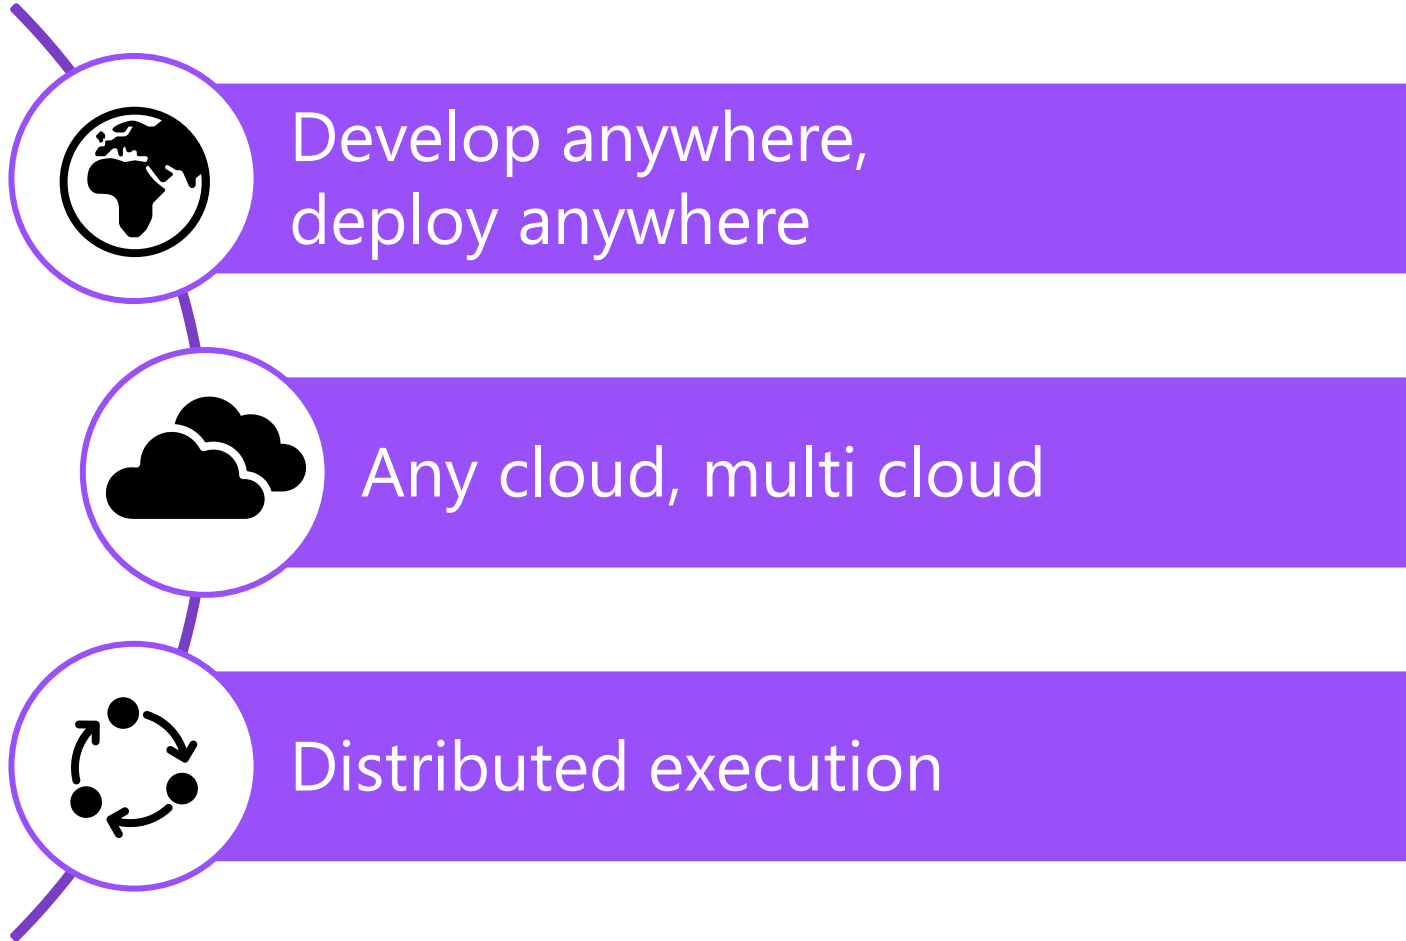 Develop anywhere,
deploy anywhere
Any cloud, multi cloud
Distributed execution